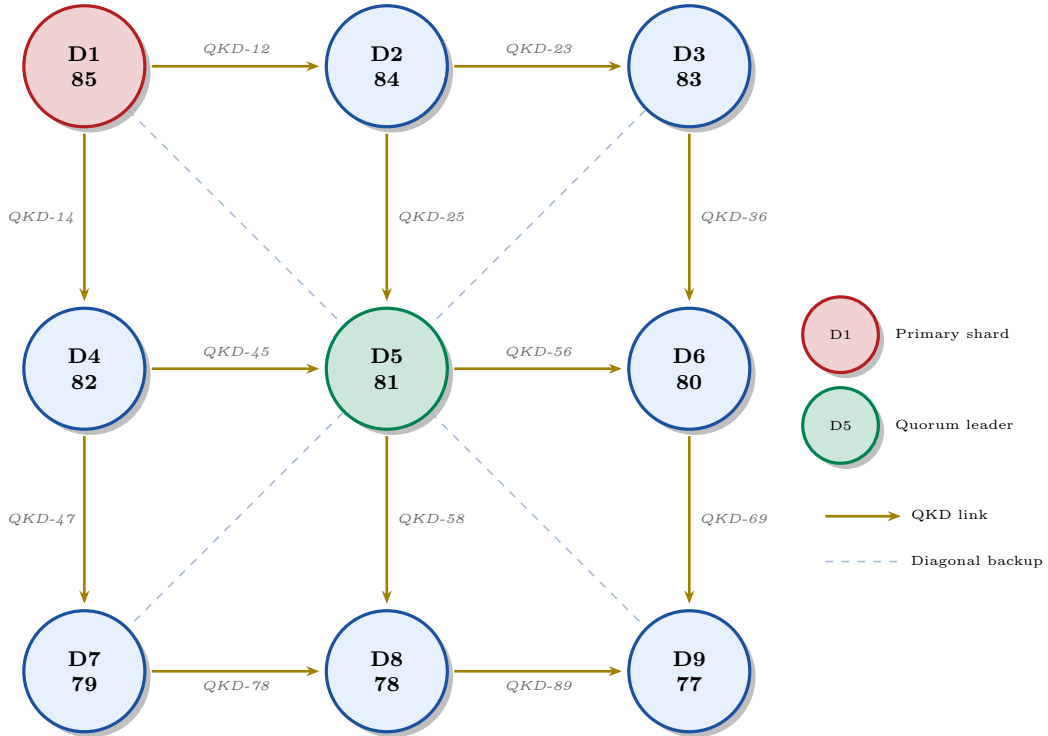 D1
85
QKD-12
D2
84
QKD-23
D3
83
QKD-14
QKD-25
QKD-36
D4
82
QKD-45
D5
81
QKD-56
D6
80
D1
Primary shard
D5
Quorum leader
QKD-47
QKD-58
QKD-69
QKD link
Diagonal backup
D7
79
QKD-78
D8
78
QKD-89
D9
77